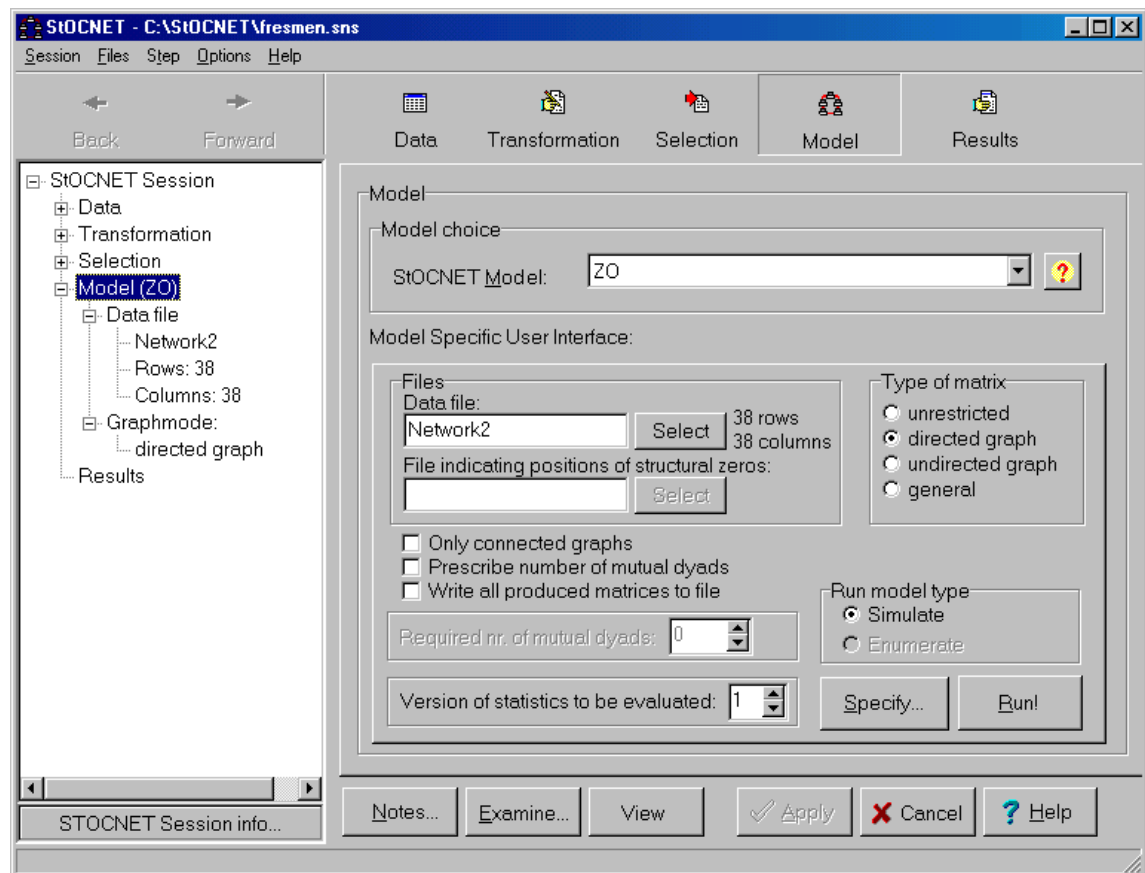 StOCNET - C:\StOCNET\fresmen.sns
Session Files Step Options Help
Back Forward
Data Transformation Selection Model Results
StOCNET Session
Data
Transformation
Selection
Model (ZO)
Data file
Network2
Rows: 38
Columns: 38
Graphmode:
directed graph
Results
STOCNET Session info...
Model
Model choice
StOCNET Model: ZO
Model Specific User Interface:
Files
Data file:
Network2 Select 38 rows
38 columns
File indicating positions of structural zeros:
Select
Type of matrix
unrestricted
directed graph
undirected graph
general
Only connected graphs
Prescribe number of mutual dyads
Write all produced matrices to file
Required nr. of mutual dyads: 0
Run model type
Simulate
Enumerate
Version of statistics to be evaluated: 1
Specify... Run!
Notes... Examine... View Apply Cancel Help